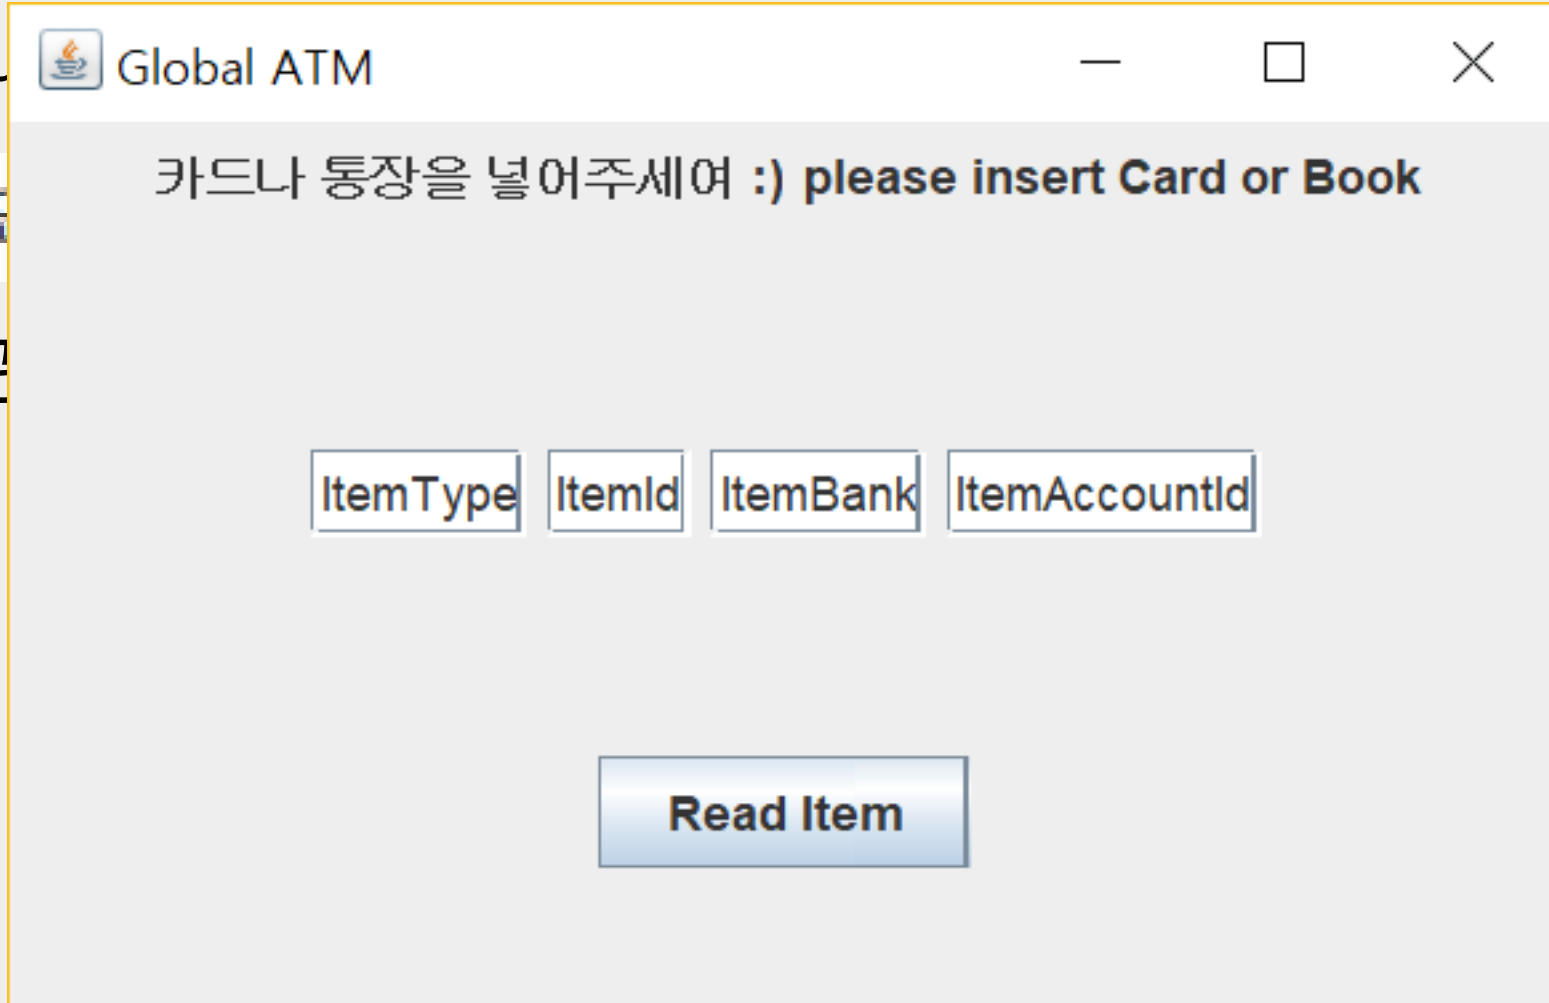 Global ATM
카드나 통장을 넣어주세여 :) please insert Card or Book
ItemType ItemId ItemBank ItemAccountId
Read Item